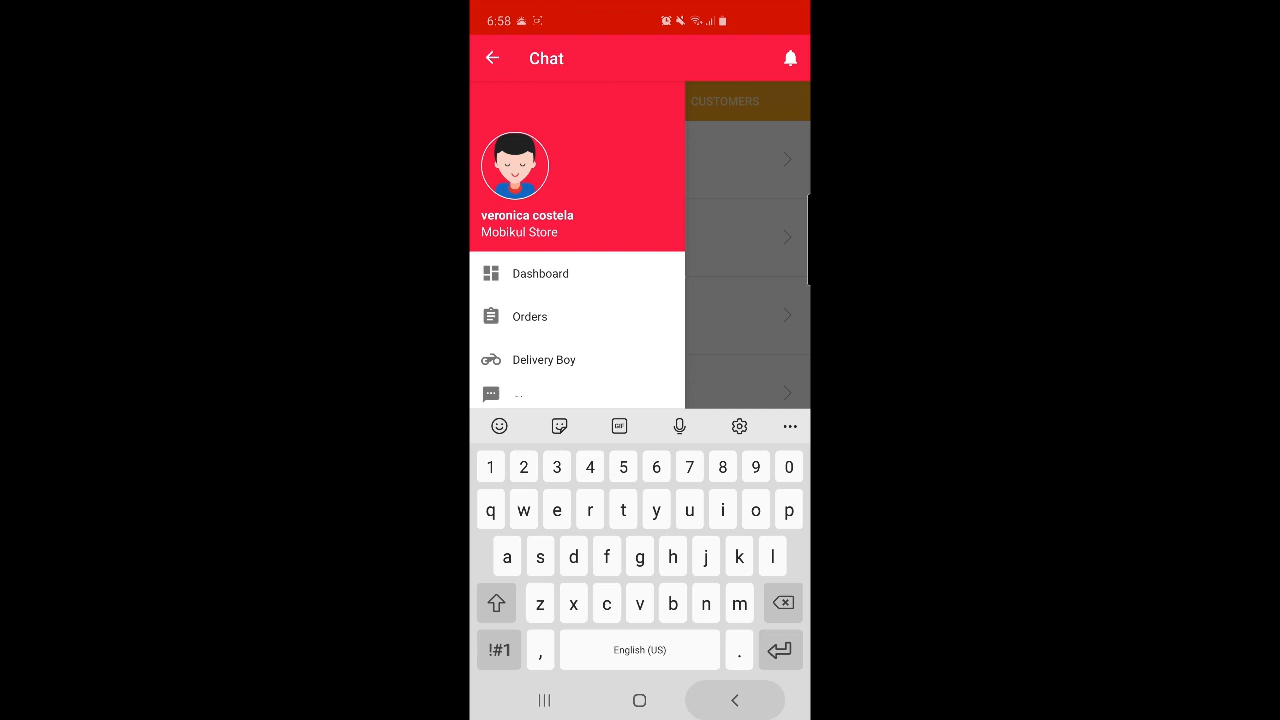 6:58
Chat
CUSTOMERS
veronica costela
Mobikul Store
Dashboard
Orders
Delivery Boy
GIF
1 2 3 4 5 6 7 8 9 0
q w e r t y u i o p
a s d f g h j k l
z x c v b n m
!#1 , English (US) .